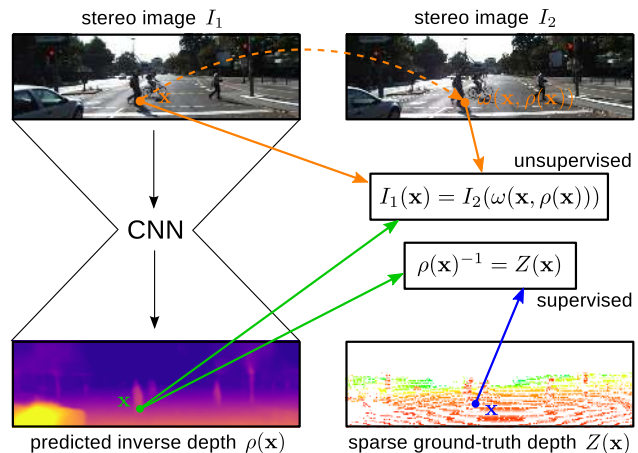 stereo image I₁
stereo image I₂
x
ω(x, ρ(x))
unsupervised
I₁(x) = I₂(ω(x, ρ(x)))
CNN
ρ(x)⁻¹ = Z(x)
supervised
x
x
predicted inverse depth ρ(x)
sparse ground-truth depth Z(x)